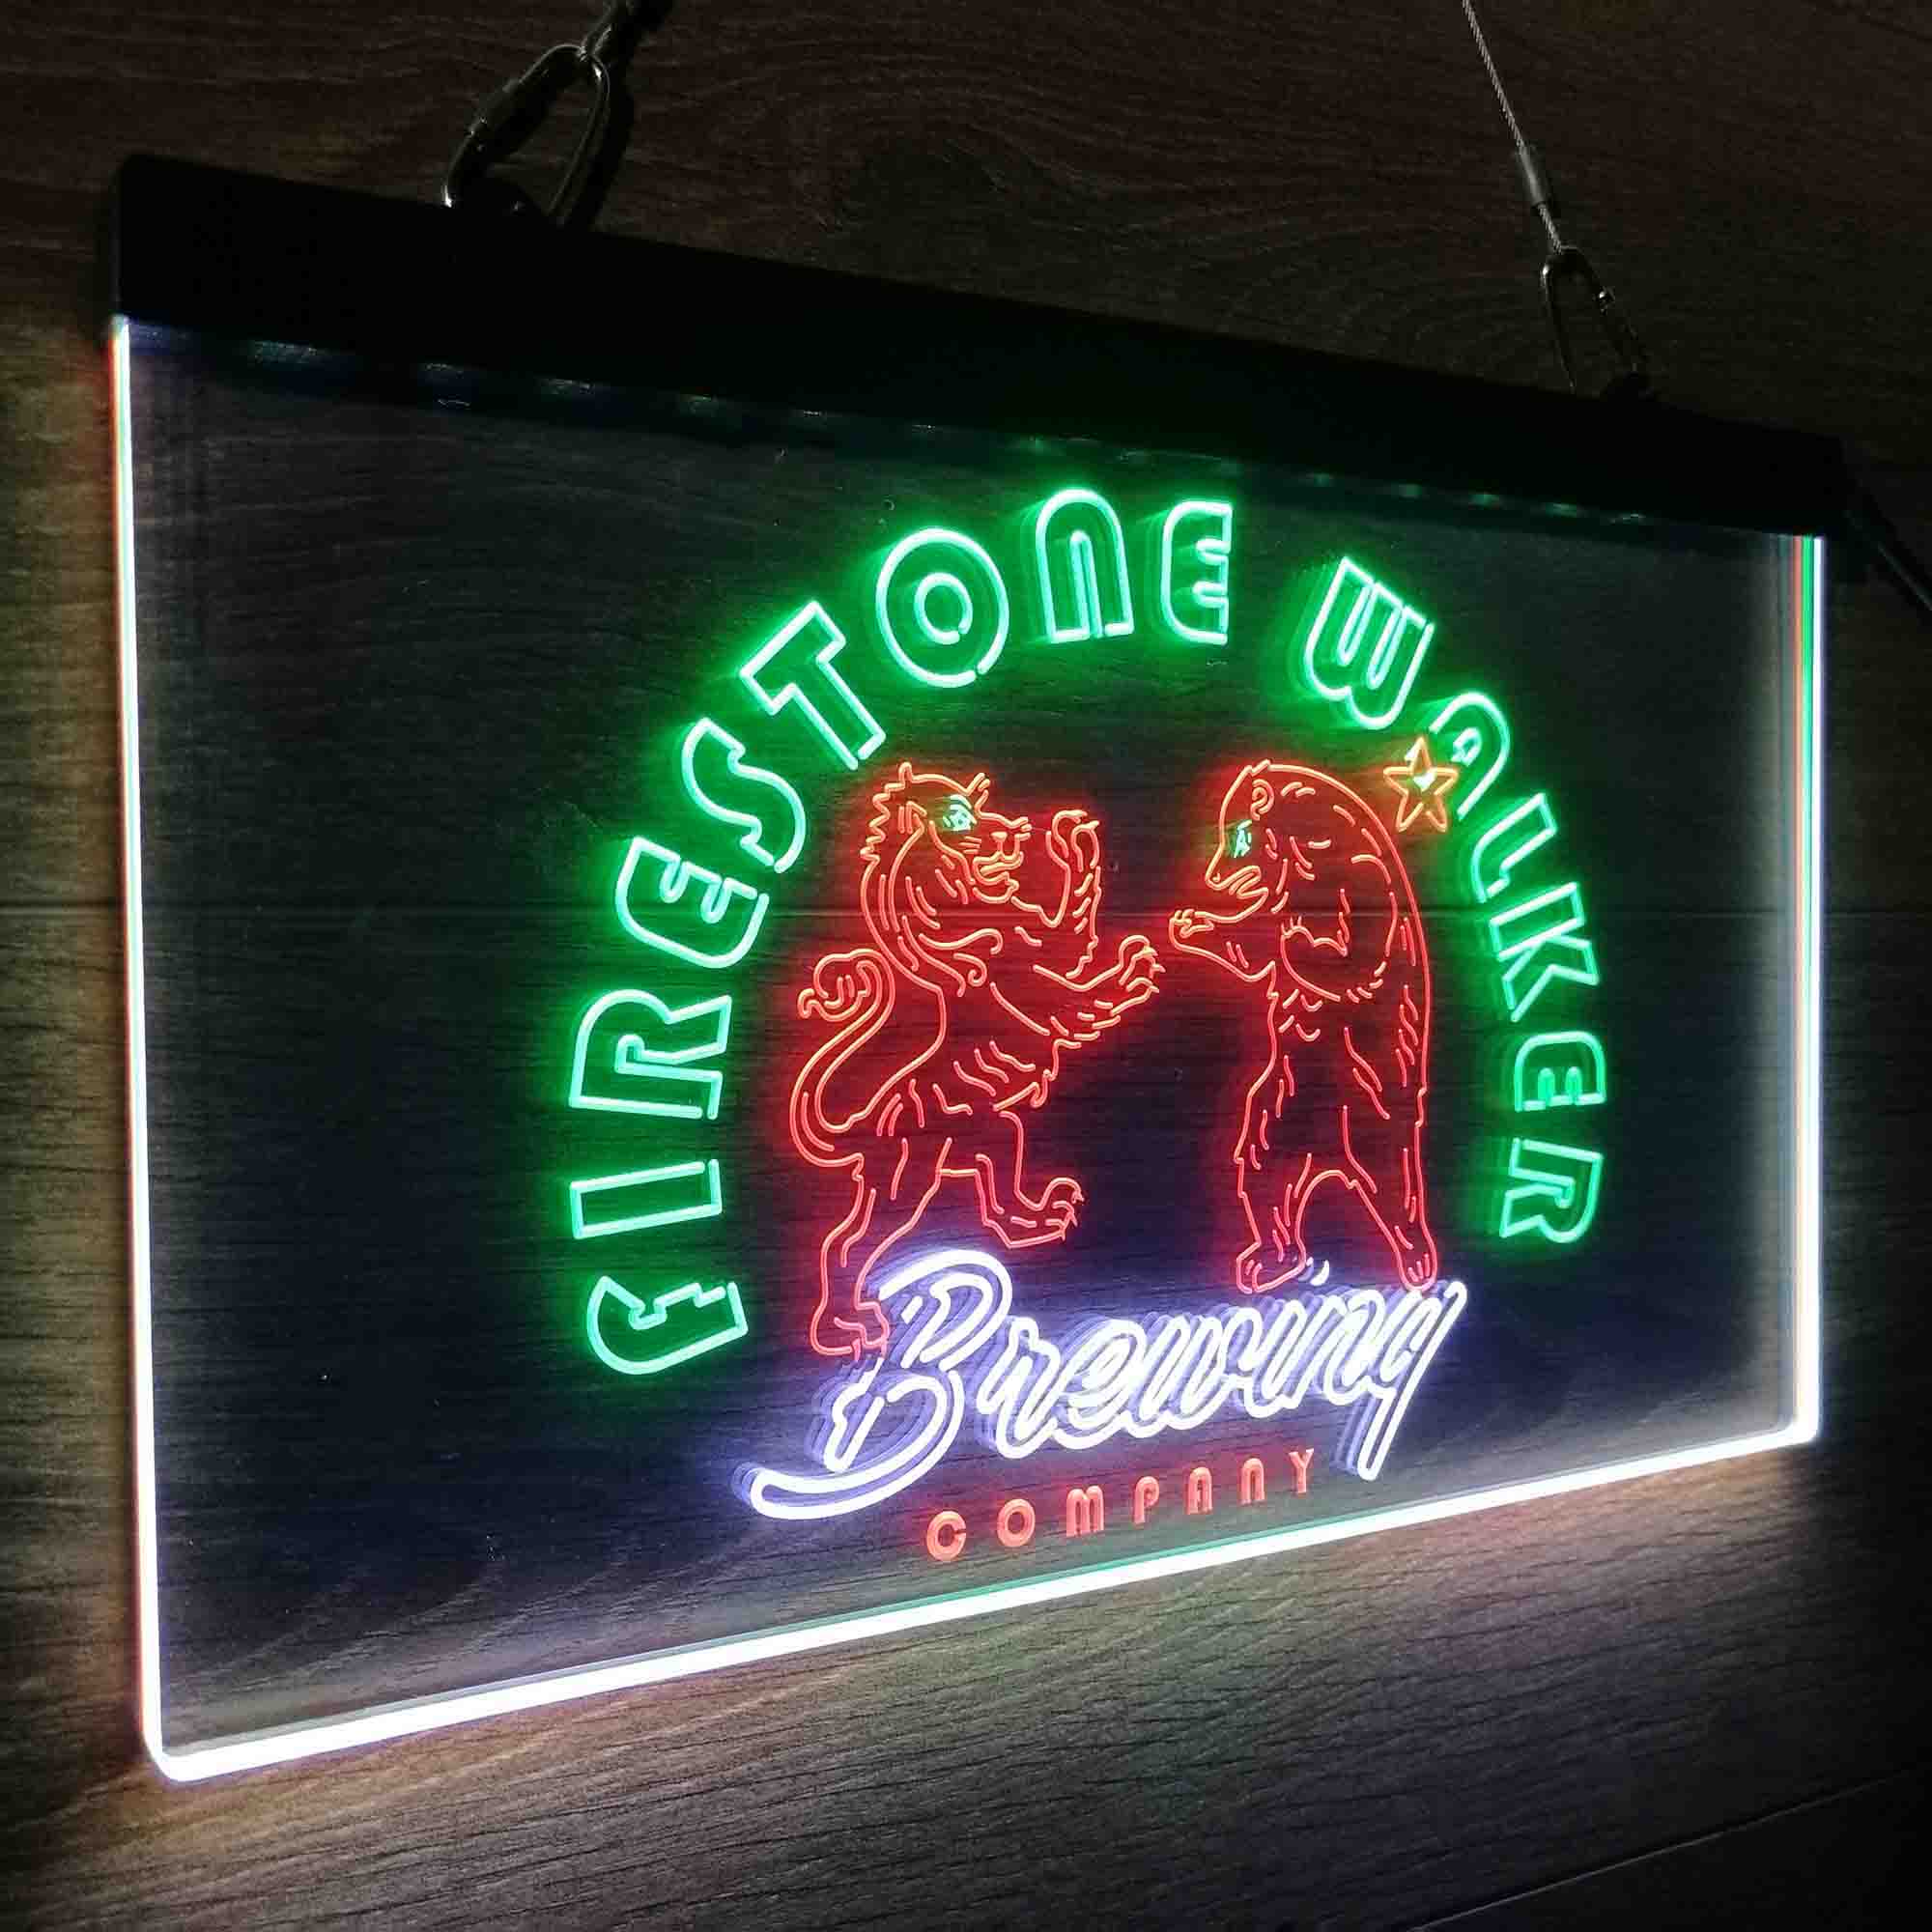 FIRESTONE WALKER
Brewing
COMPANY